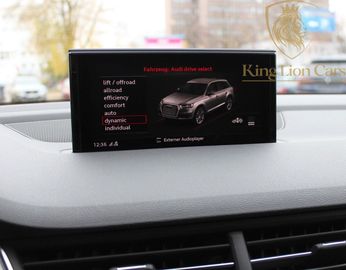 King Lion Cars
Fahrzeug: Audi drive select
lift / offroad
allroad
efficiency
comfort
auto
dynamic
individual
Externer Audioplayer
12:36